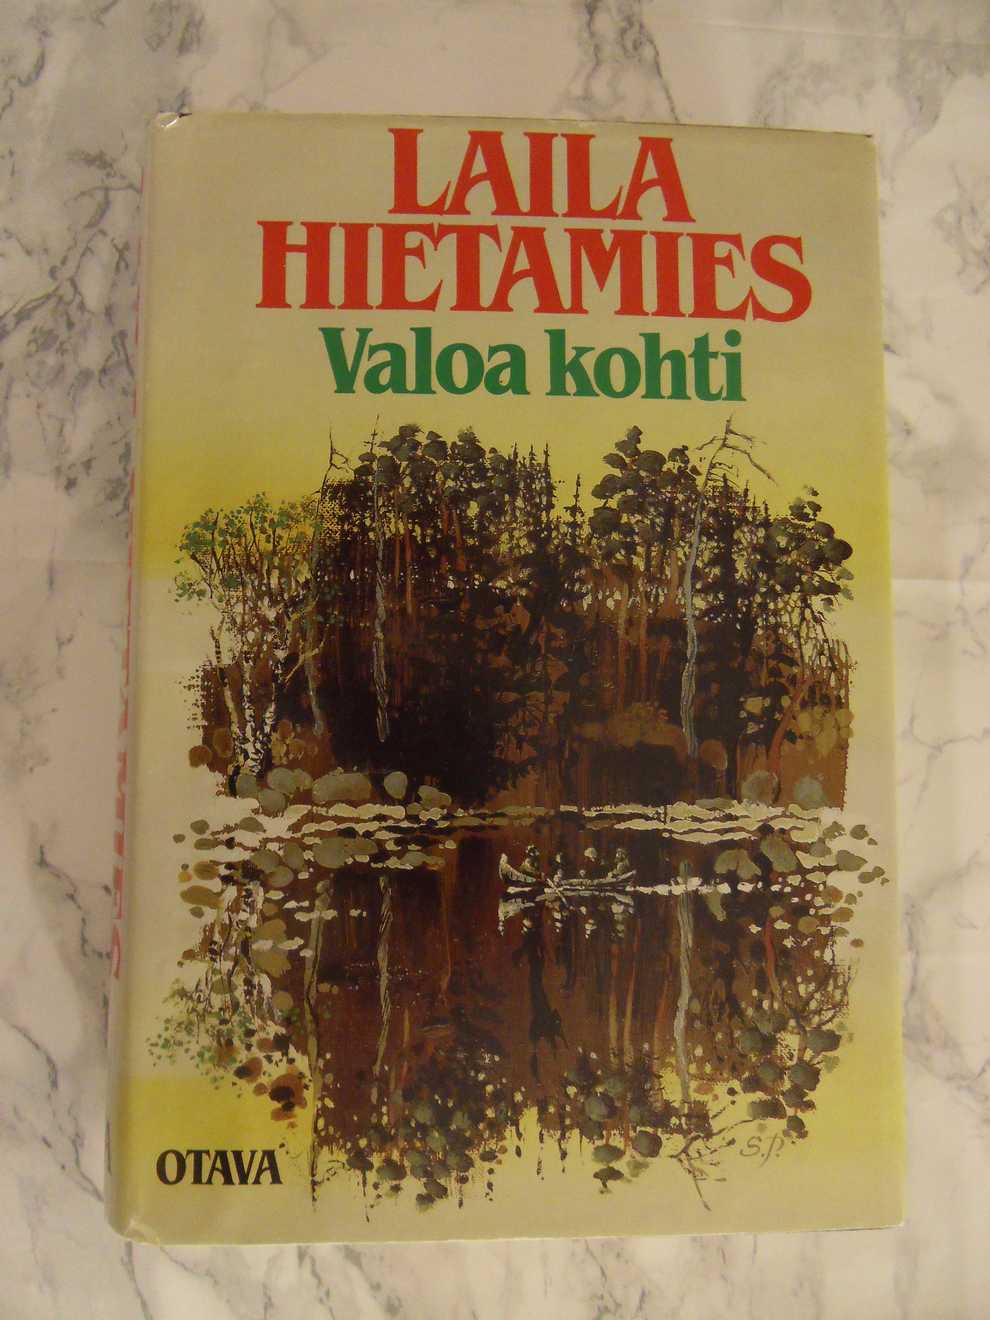 LAILA
HIETAMIES
Valoa kohti
S.P.
OTAVA